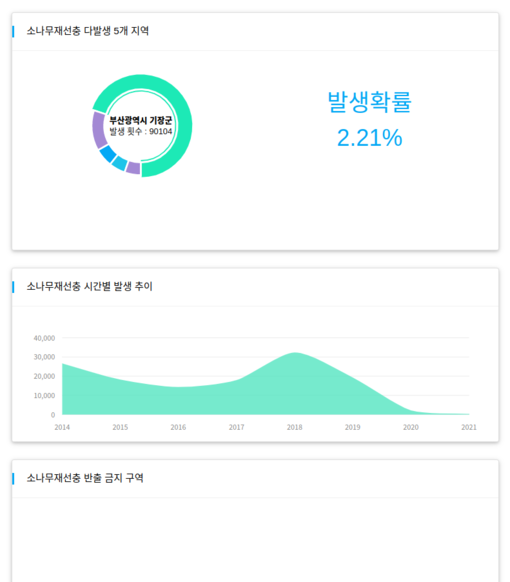 소나무재선충 다발생 5개 지역
부산광역시 기장군
발생 횟수 : 90104
발생확률
2.21%
소나무재선충 시간별 발생 추이
40,000
30,000
20,000
10,000
0
2014 2015 2016 2017 2018 2019 2020 2021
소나무재선충 반출 금지 구역